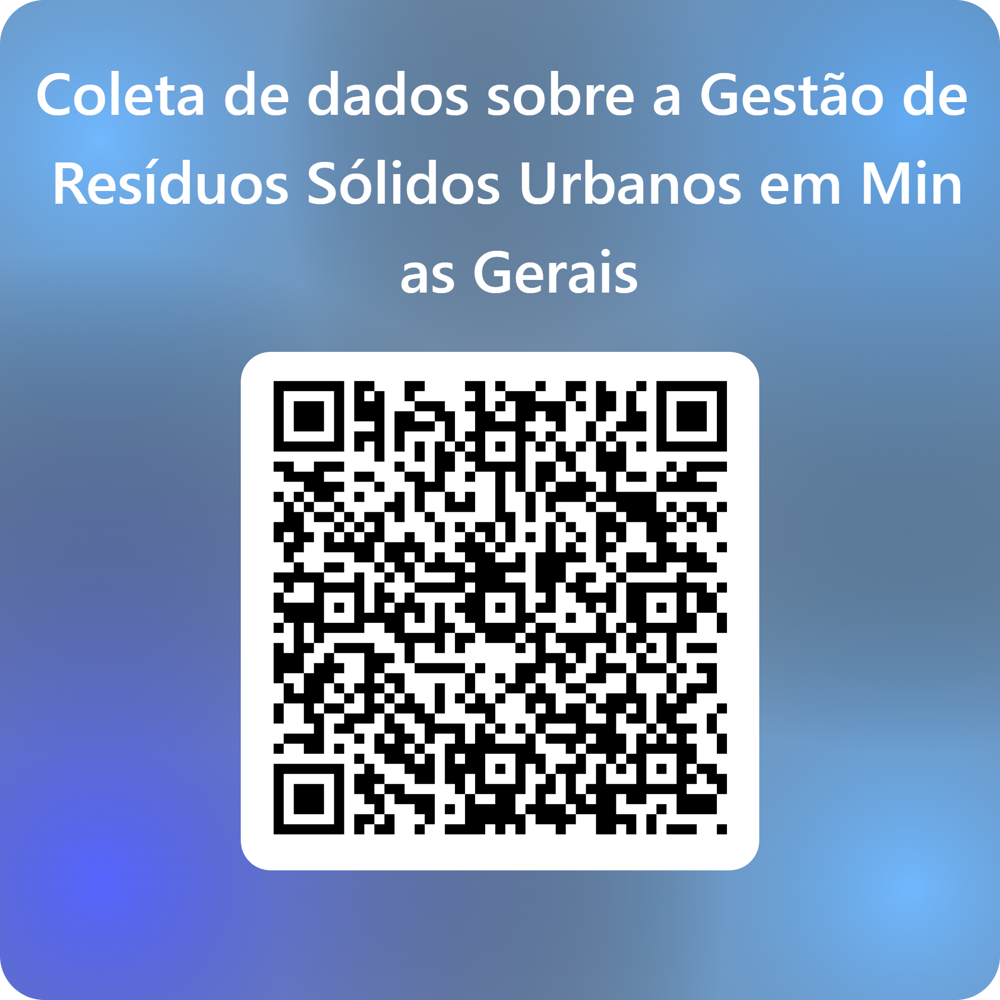 Coleta de dados sobre a Gestão de
Resíduos Sólidos Urbanos em Min
as Gerais